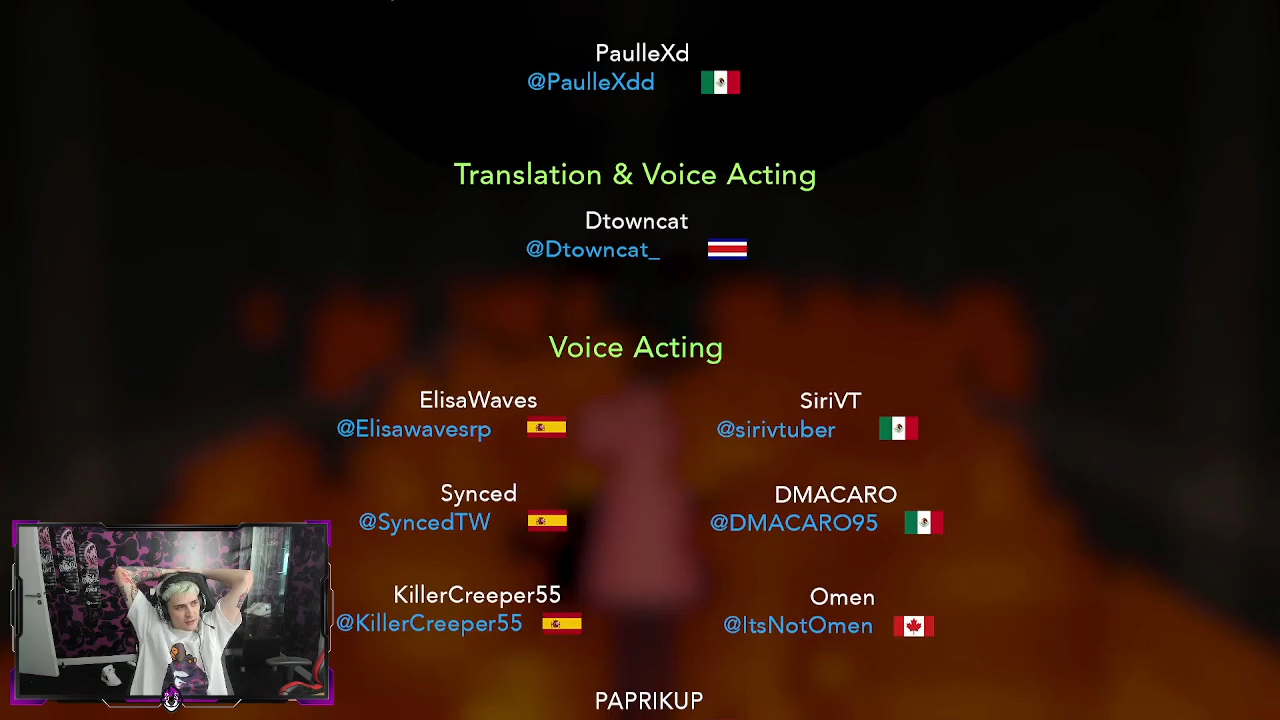 PaulleXd
@PaulleXdd
Translation & Voice Acting
Dtowncat
@Dtowncat_
Voice Acting
ElisaWaves
@Elisawavesrp
SiriVT
@sirivtuber
Synced
@SyncedTW
DMACARO
@DMACARO95
KillerCreeper55
@KillerCreeper55
Omen
@ItsNotOmen
PAPRIKUP